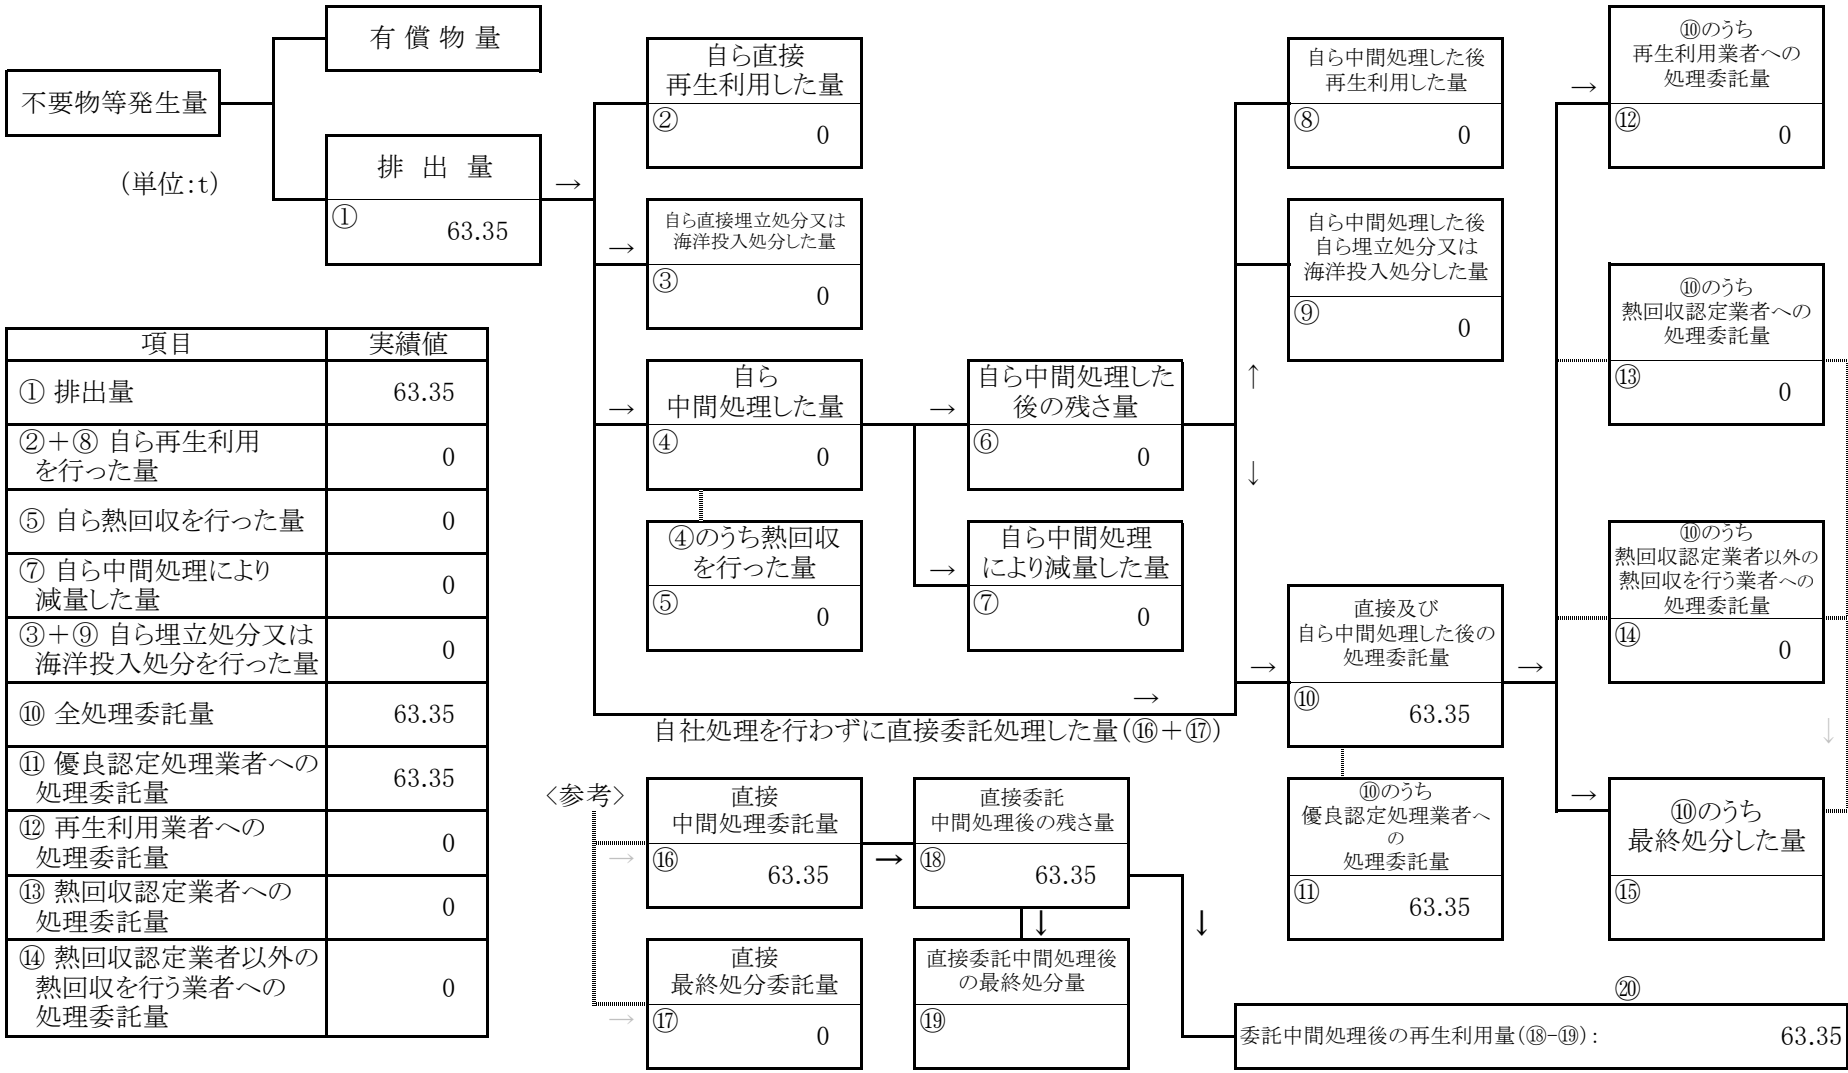 有償物量
不要物等発生量
(単位:t)
排出量
①
63.35
→
自ら直接
再生利用した量
②
0
→
自ら直接埋立処分又は
海洋投入処分した量
③
0
→
自ら
中間処理した量
④
0
④のうち熱回収
を行った量
⑤
0
→
自ら中間処理した
後の残さ量
⑥
0
→
自ら中間処理
により減量した量
⑦
0
↑
↓
自ら中間処理した後
再生利用した量
⑧
0
自ら中間処理した後
自ら埋立処分又は
海洋投入処分した量
⑨
0
→
自社処理を行わずに直接委託処理した量(⑯+⑰)
→
直接及び
自ら中間処理した後の
処理委託量
⑩
63.35
⑩のうち
優良認定処理業者へ
の
処理委託量
⑪
63.35
→
→
⑩のうち
再生利用業者への
処理委託量
⑫
0
⑩のうち
熱回収認定業者への
処理委託量
⑬
0
⑩のうち
熱回収認定業者以外の
熱回収を行う業者への
処理委託量
⑭
0
↓
→
⑩のうち
最終処分した量
⑮
項目 実績値
① 排出量 63.35
②+⑧ 自ら再生利用
を行った量 0
⑤ 自ら熱回収を行った量 0
⑦ 自ら中間処理により
減量した量 0
③+⑨ 自ら埋立処分又は
海洋投入処分を行った量 0
⑩ 全処理委託量 63.35
⑪ 優良認定処理業者への
処理委託量 63.35
⑫ 再生利用業者への
処理委託量 0
⑬ 熱回収認定業者への
処理委託量 0
⑭ 熱回収認定業者以外の
熱回収を行う業者への
処理委託量 0
<参考>
→
直接
中間処理委託量
⑯
63.35
→
直接委託
中間処理後の残さ量
⑱
63.35
↓
↓
→
直接
最終処分委託量
⑰
0
直接委託中間処理後
の最終処分量
⑲
⑳
委託中間処理後の再生利用量(⑱-⑲): 63.35